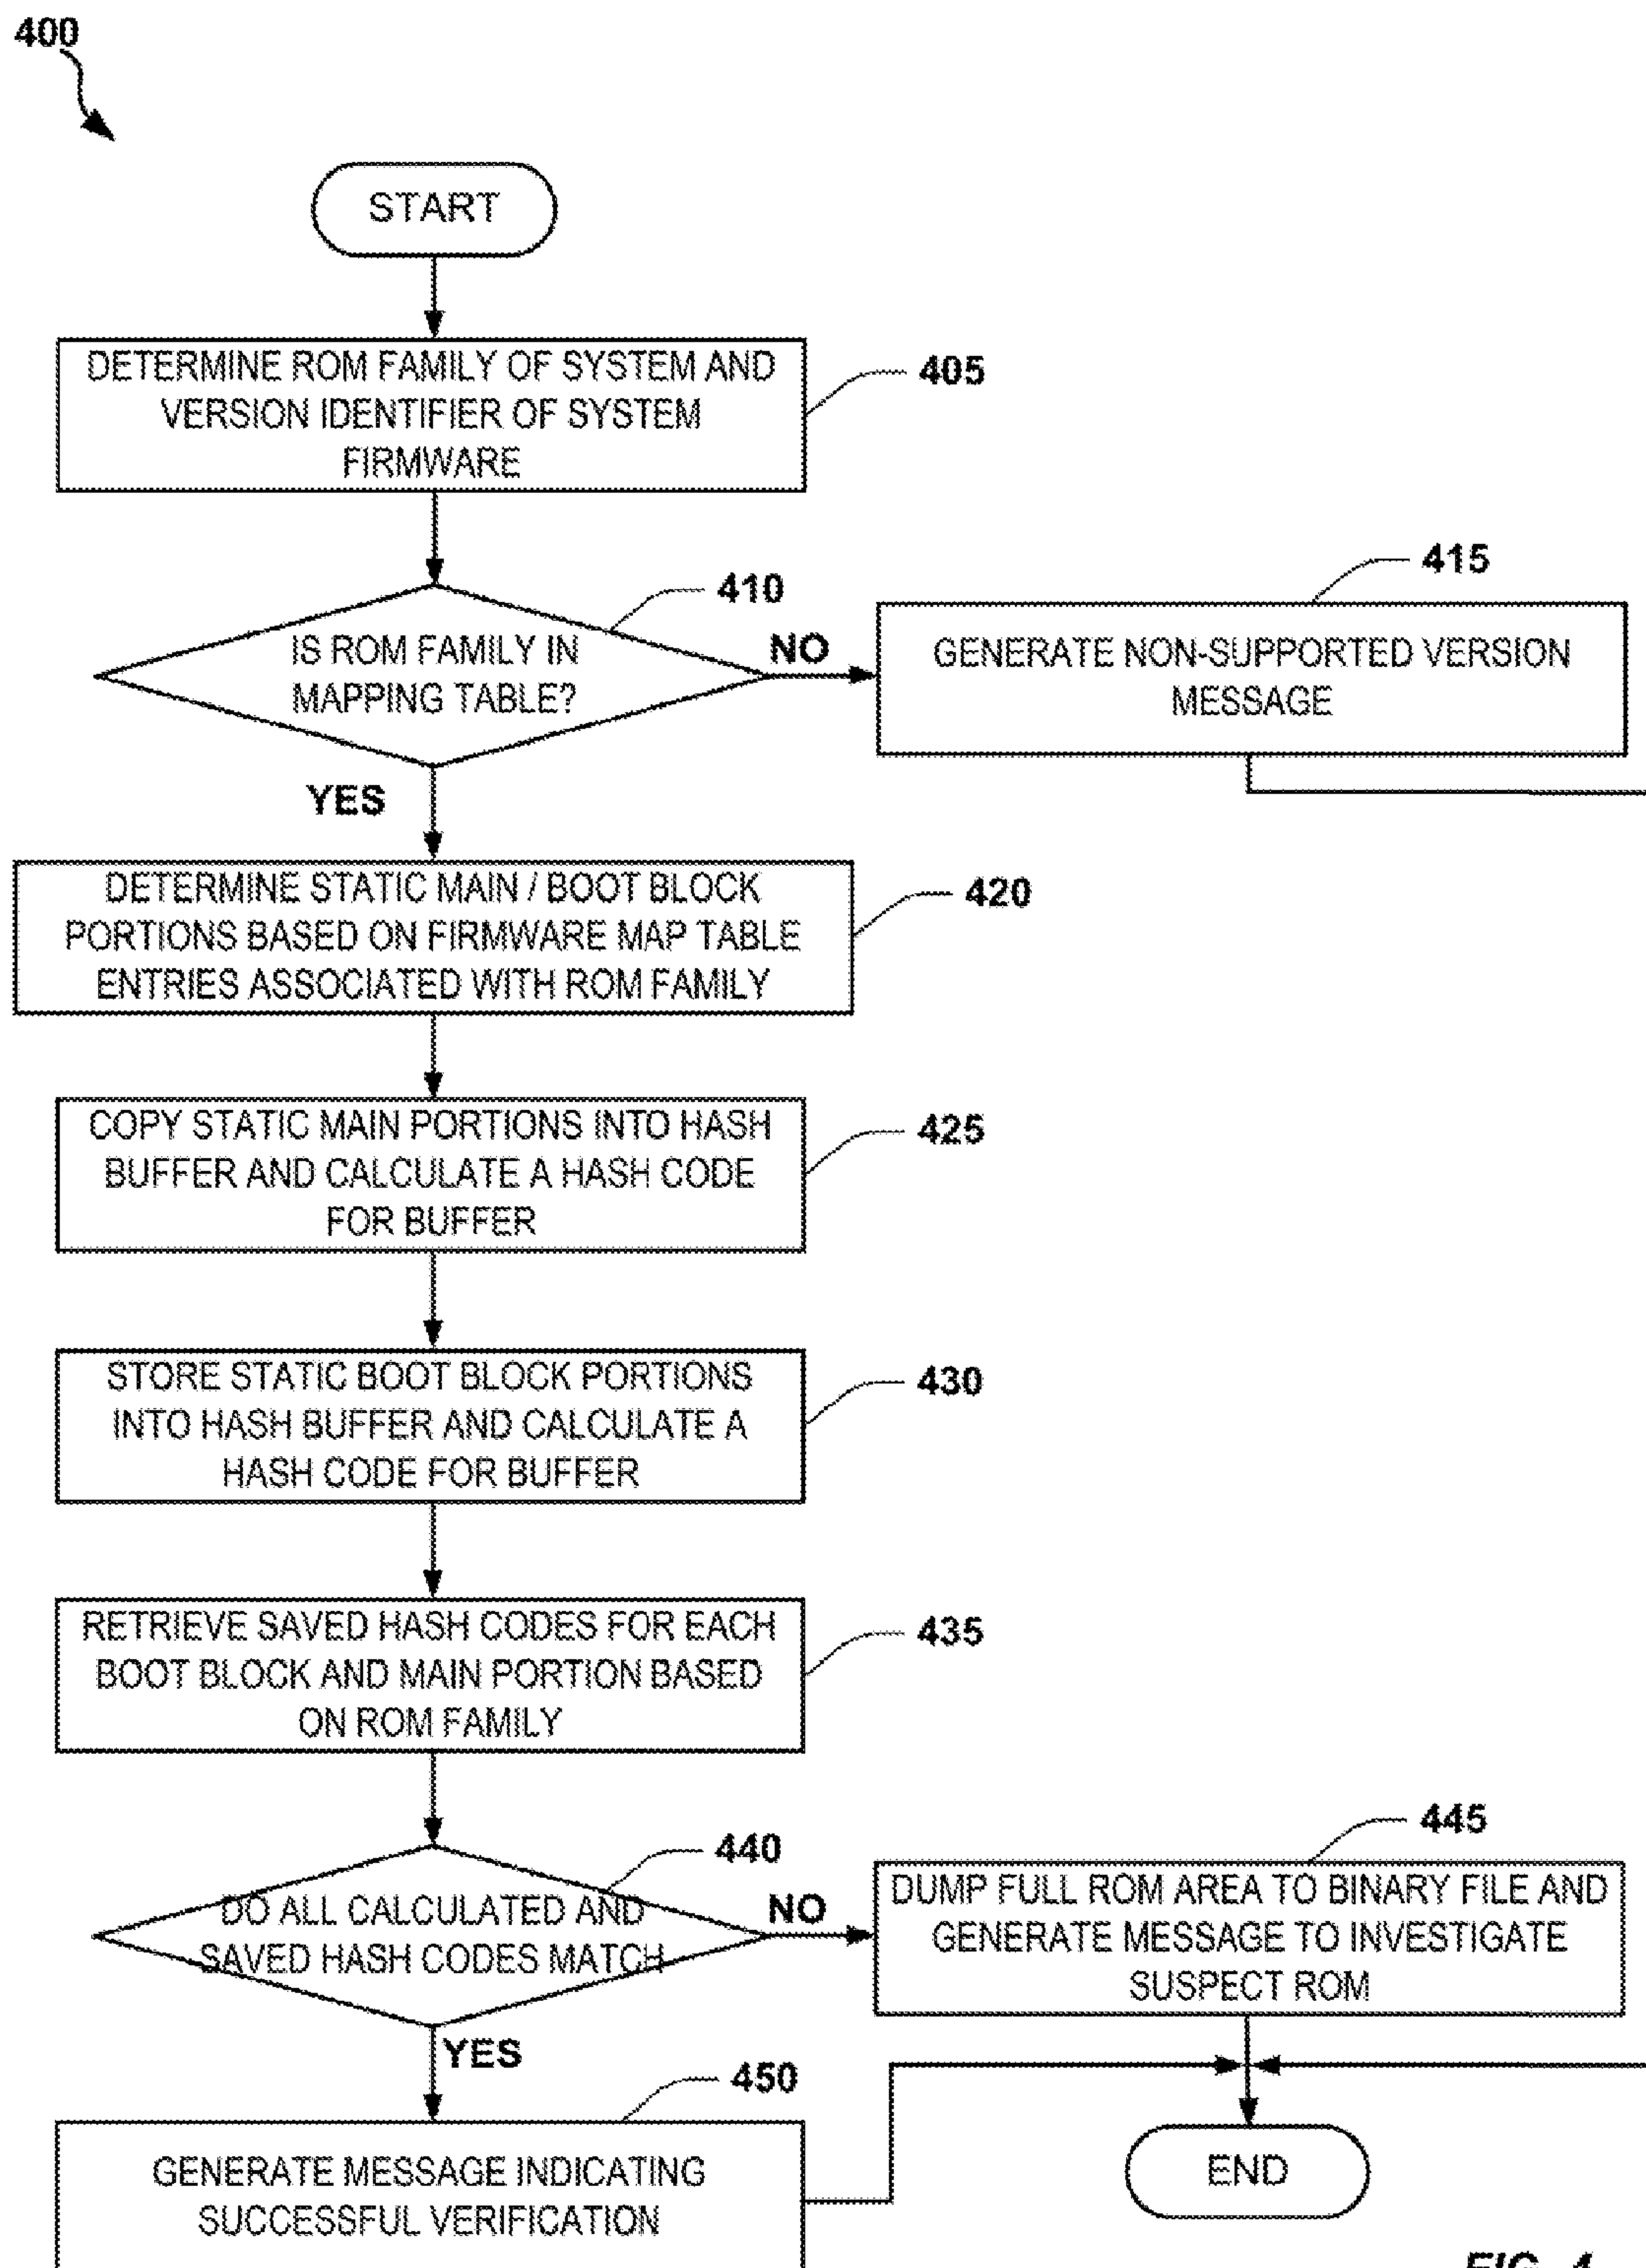 400
START
DETERMINE ROM FAMILY OF SYSTEM AND
VERSION IDENTIFIER OF SYSTEM
FIRMWARE
405
410
IS ROM FAMILY IN
MAPPING TABLE?
NO
YES
415
GENERATE NON-SUPPORTED VERSION
MESSAGE
DETERMINE STATIC MAIN / BOOT BLOCK
PORTIONS BASED ON FIRMWARE MAP TABLE
ENTRIES ASSOCIATED WITH ROM FAMILY
420
COPY STATIC MAIN PORTIONS INTO HASH
BUFFER AND CALCULATE A HASH CODE
FOR BUFFER
425
STORE STATIC BOOT BLOCK PORTIONS
INTO HASH BUFFER AND CALCULATE A
HASH CODE FOR BUFFER
430
RETRIEVE SAVED HASH CODES FOR EACH
BOOT BLOCK AND MAIN PORTION BASED
ON ROM FAMILY
435
440
DO ALL CALCULATED AND
SAVED HASH CODES MATCH
NO
YES
445
DUMP FULL ROM AREA TO BINARY FILE AND
GENERATE MESSAGE TO INVESTIGATE
SUSPECT ROM
450
GENERATE MESSAGE INDICATING
SUCCESSFUL VERIFICATION
END
FIG. 4